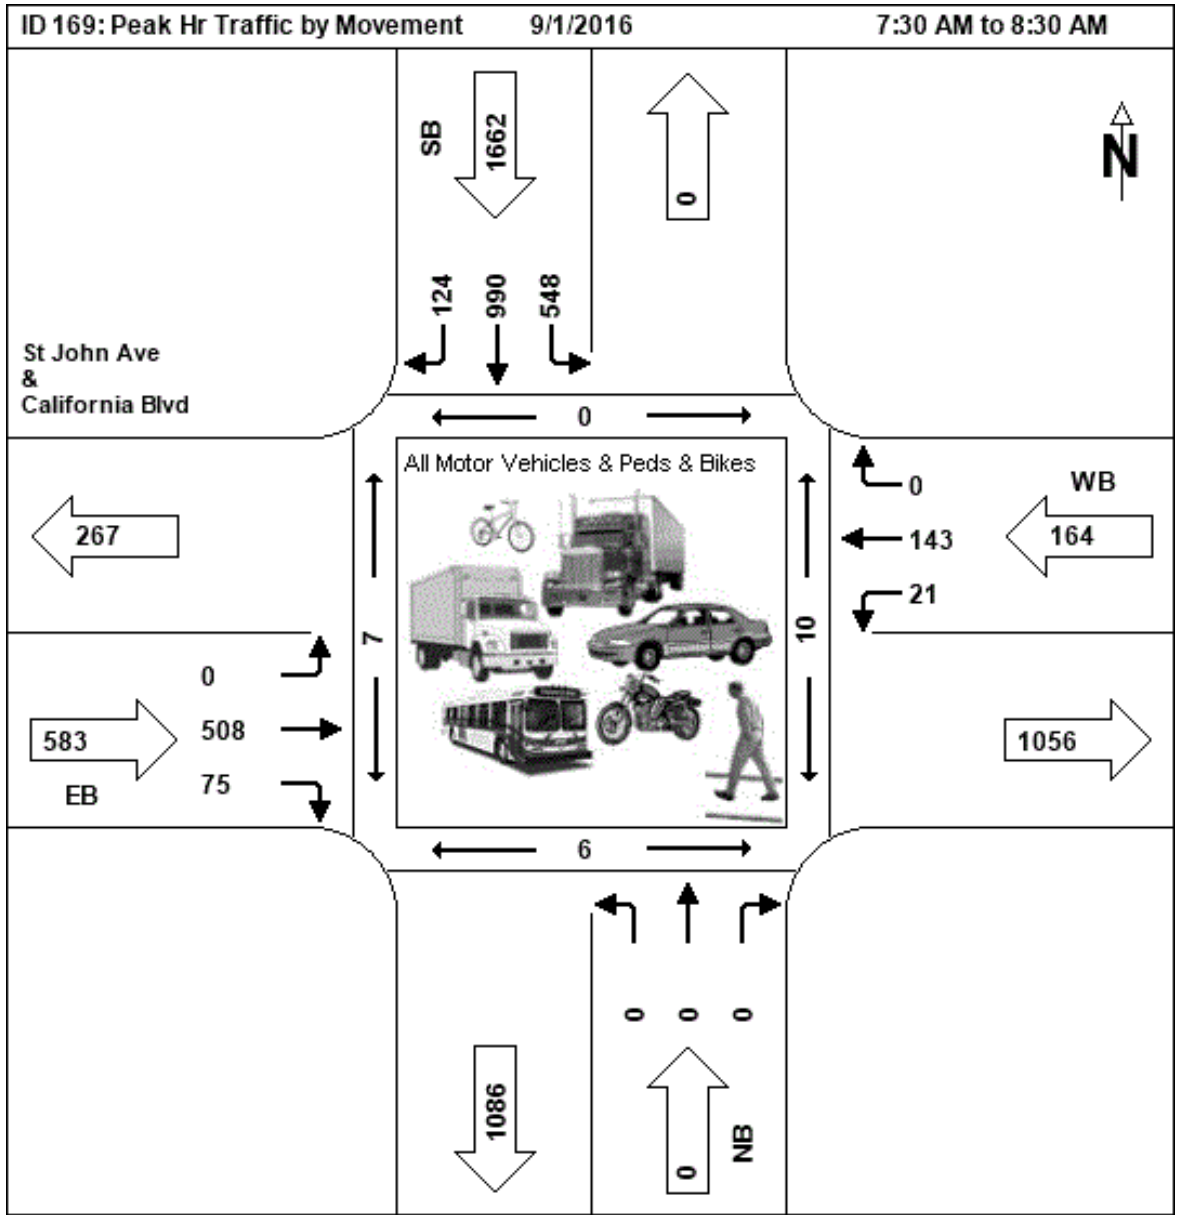 ID 169: Peak Hr Traffic by Movement 9/1/2016 7:30 AM to 8:30 AM
SB
1662
0
N
124 990 548
St John Ave
&
California Blvd
0
All Motor Vehicles & Peds & Bikes
0
WB
267
143
164
21
7
10
0
583
508
1056
75
EB
6
0 0 0
1086
0
NB